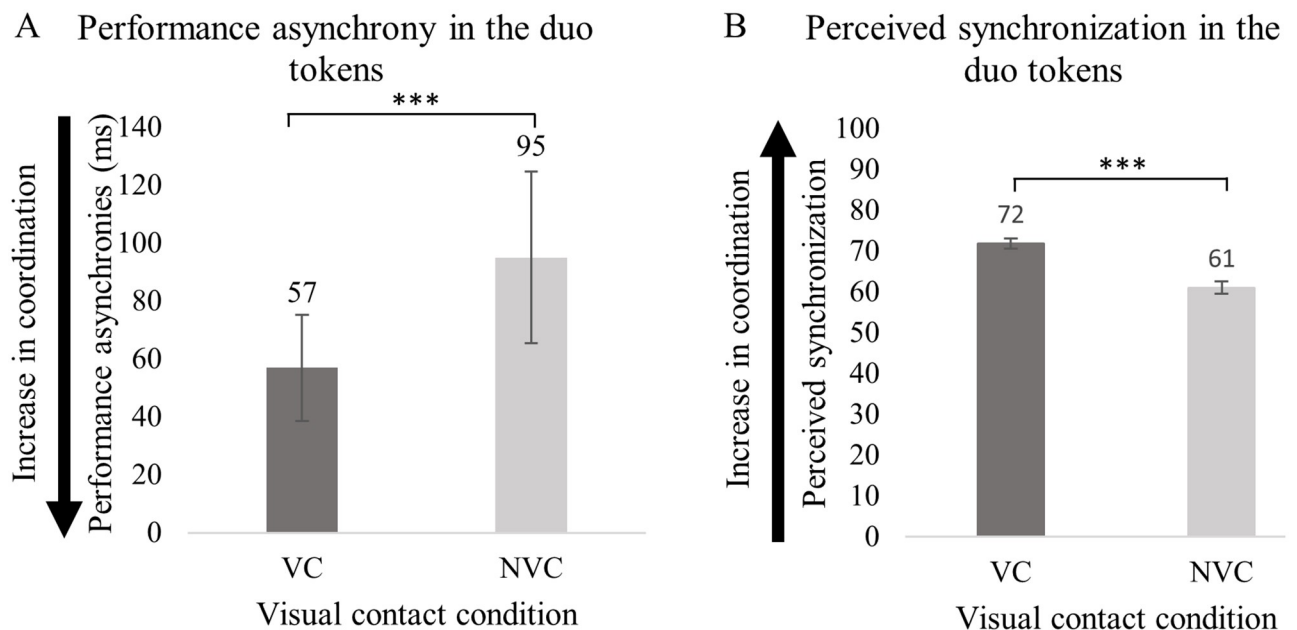 A Performance asynchrony in the duo
tokens
Increase in coordination
Performance asynchronies (ms)
140
120
100
80
60
40
20
0
***
57
95
VC NVC
Visual contact condition
B Perceived synchronization in the
duo tokens
Increase in coordination
Perceived synchronization
100
90
80
70
60
50
40
30
20
10
0
***
72
61
VC NVC
Visual contact condition